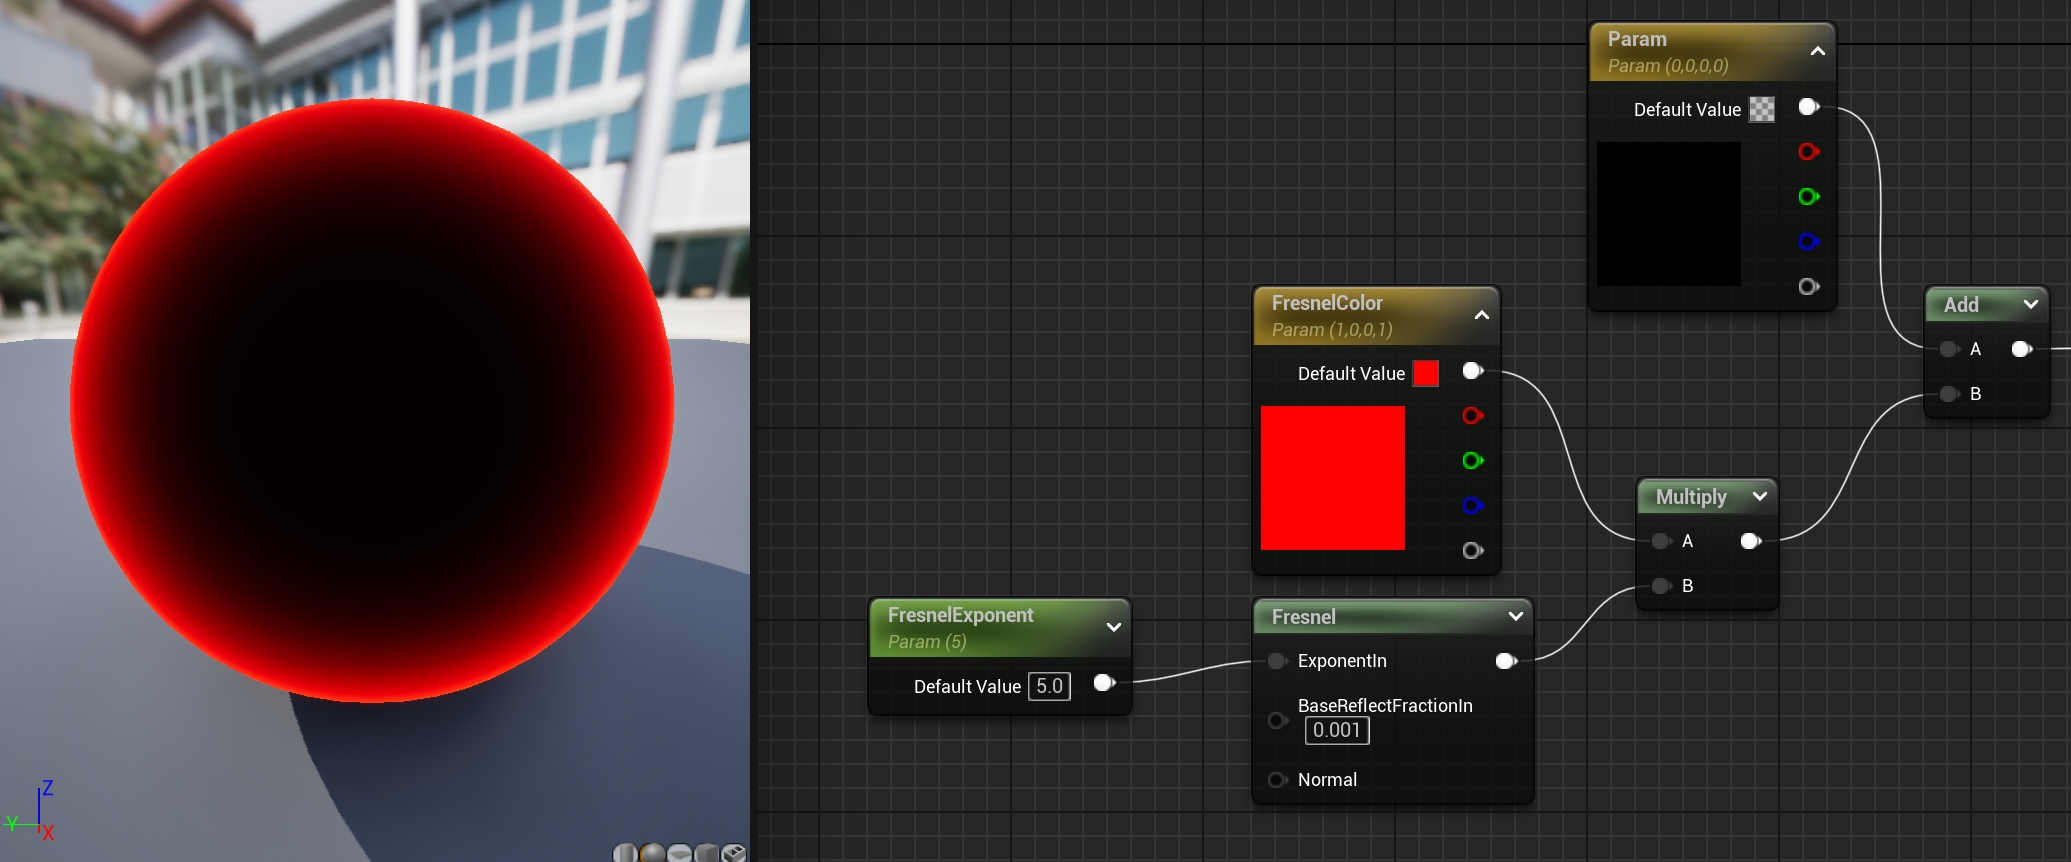 Param
Param (0,0,0,0)
Default Value
FresnelColor
Param (1,0,0,1)
Default Value
Add
A
B
Multiply
A
B
FresnelExponent
Param (5)
Default Value 5.0
Fresnel
ExponentIn
BaseReflectFractionIn
0.001
Normal
Z
Y
X